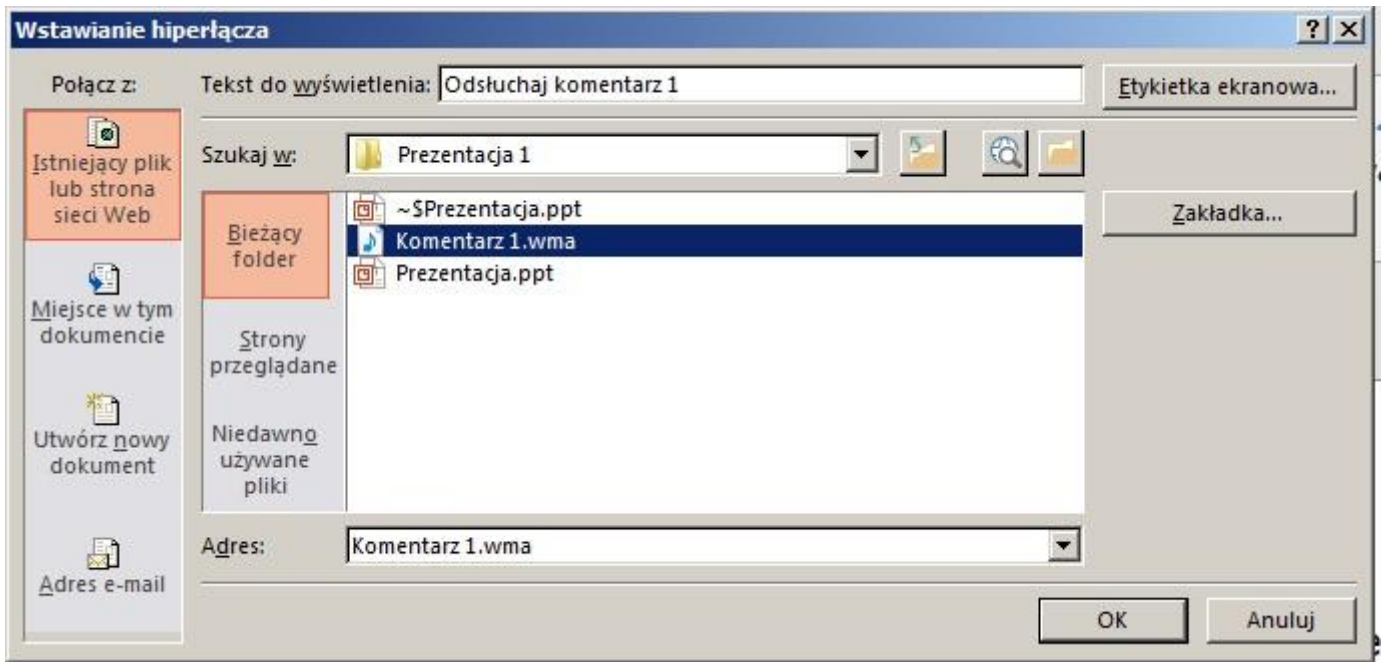 Wstawianie hiperłącza
Połącz z:
Tekst do wyświetlenia: Odsłuchaj komentarz 1
Etykietka ekranowa...
Istniejący plik
lub strona
sieci Web
Szukaj w: Prezentacja 1
Bieżący
folder
~$Prezentacja.ppt
Komentarz 1.wma
Prezentacja.ppt
Zakładka...
Miejsce w tym
dokumencie
Strony
przeglądane
Utwórz nowy
dokument
Niedawno
używane
pliki
Adres: Komentarz 1.wma
Adres e-mail
OK
Anuluj